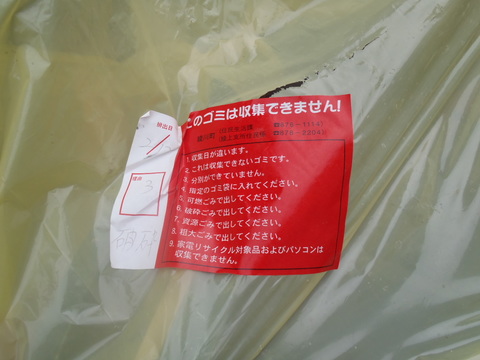 このゴミは収集できません!
排出日
理由
3
1. 収集日が違います。
2. これは収集できないゴミです。
3. 分別ができていません。
4. 指定のゴミ袋に入れてください。
5. 可燃ごみで出してください。
6. 破砕ごみで出してください。
7. 資源ごみで出してください。
8. 粗大ごみで出してください。
9. 家電リサイクル対象品およびパソコンは
収集できません。